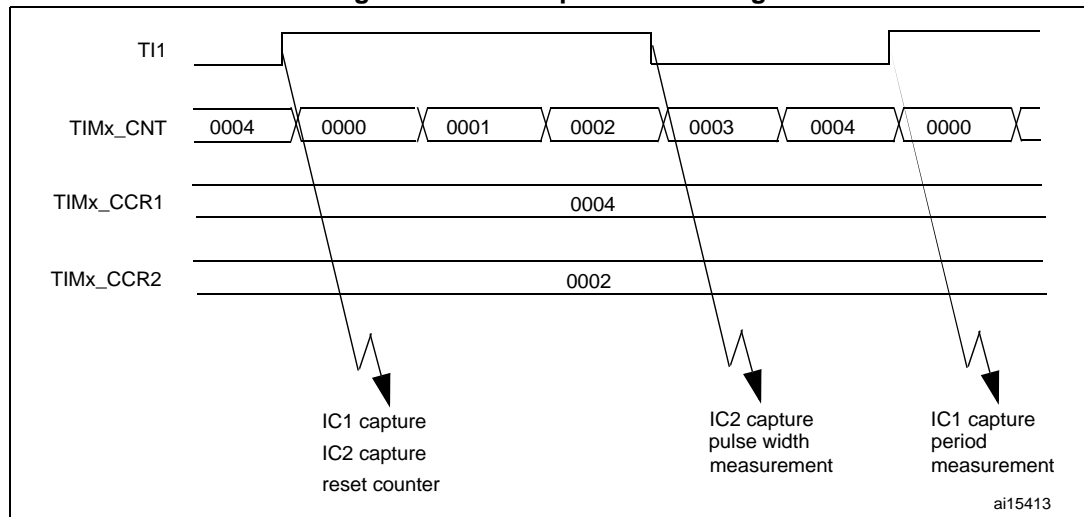 TI1
TIMx_CNT 0004 0000 0001 0002 0003 0004 0000
TIMx_CCR1 0004
TIMx_CCR2 0002
IC1 capture
IC2 capture
reset counter
IC2 capture
pulse width
measurement
IC1 capture
period
measurement
ai15413